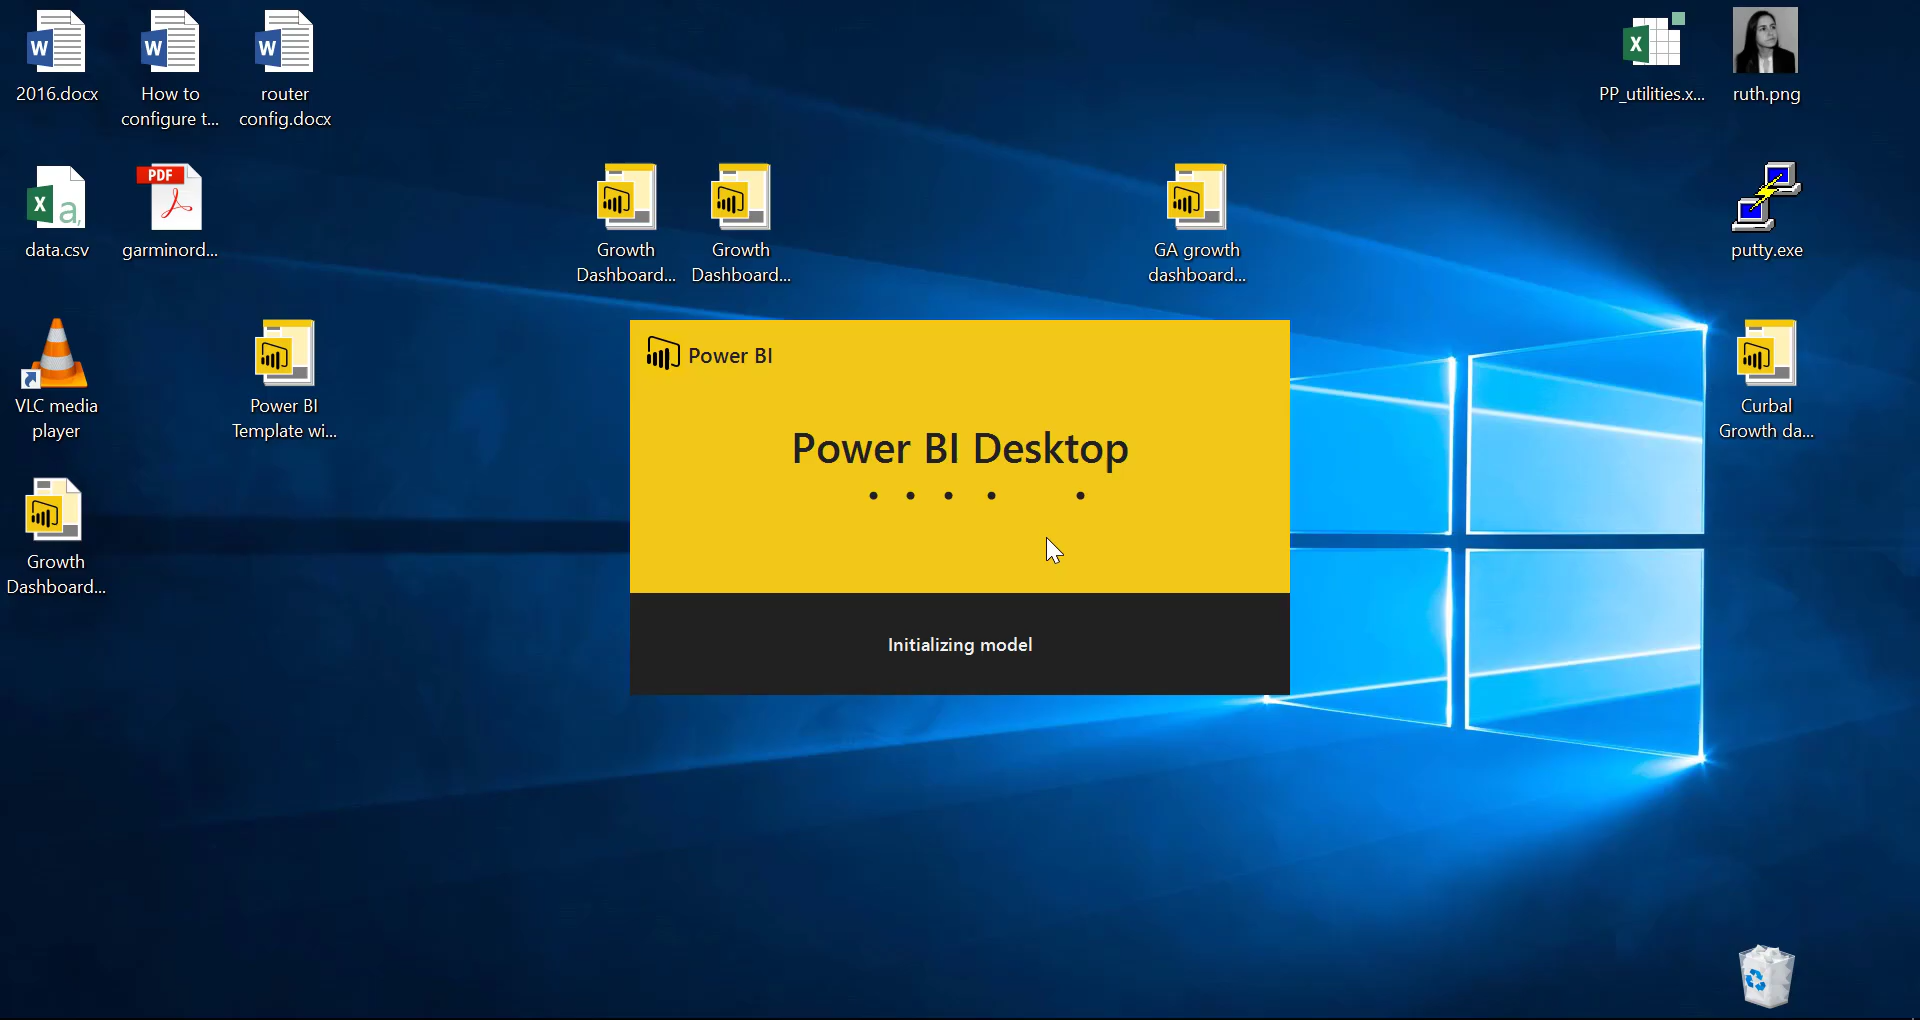 2016.docx
How to
configure t...
router
config.docx
PP_utilities.x...
ruth.png
data.csv
PDF
garminord...
Growth
Dashboard...
Growth
Dashboard...
GA growth
dashboard...
putty.exe
VLC media
player
Power BI
Template wi...
Curbal
Growth da...
Growth
Dashboard...
Power BI
Power BI Desktop
Initializing model